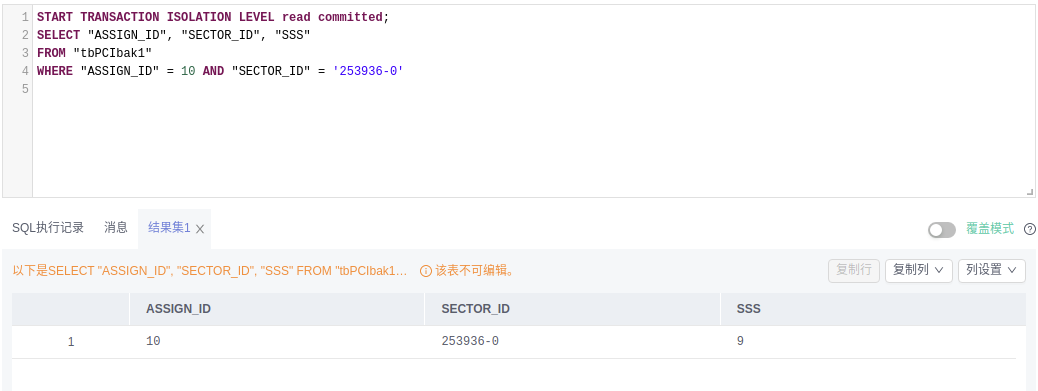 1 START TRANSACTION ISOLATION LEVEL read committed;
2 SELECT "ASSIGN_ID", "SECTOR_ID", "SSS"
3 FROM "tbPCIbak1"
4 WHERE "ASSIGN_ID" = 10 AND "SECTOR_ID" = '253936-0'
5
SQL执行记录 消息 结果集1 覆盖模式
以下是SELECT "ASSIGN_ID", "SECTOR_ID", "SSS" FROM "tbPCIbak1... 该表不可编辑。 复制行 复制列 列设置
ASSIGN_ID SECTOR_ID SSS
1 10 253936-0 9